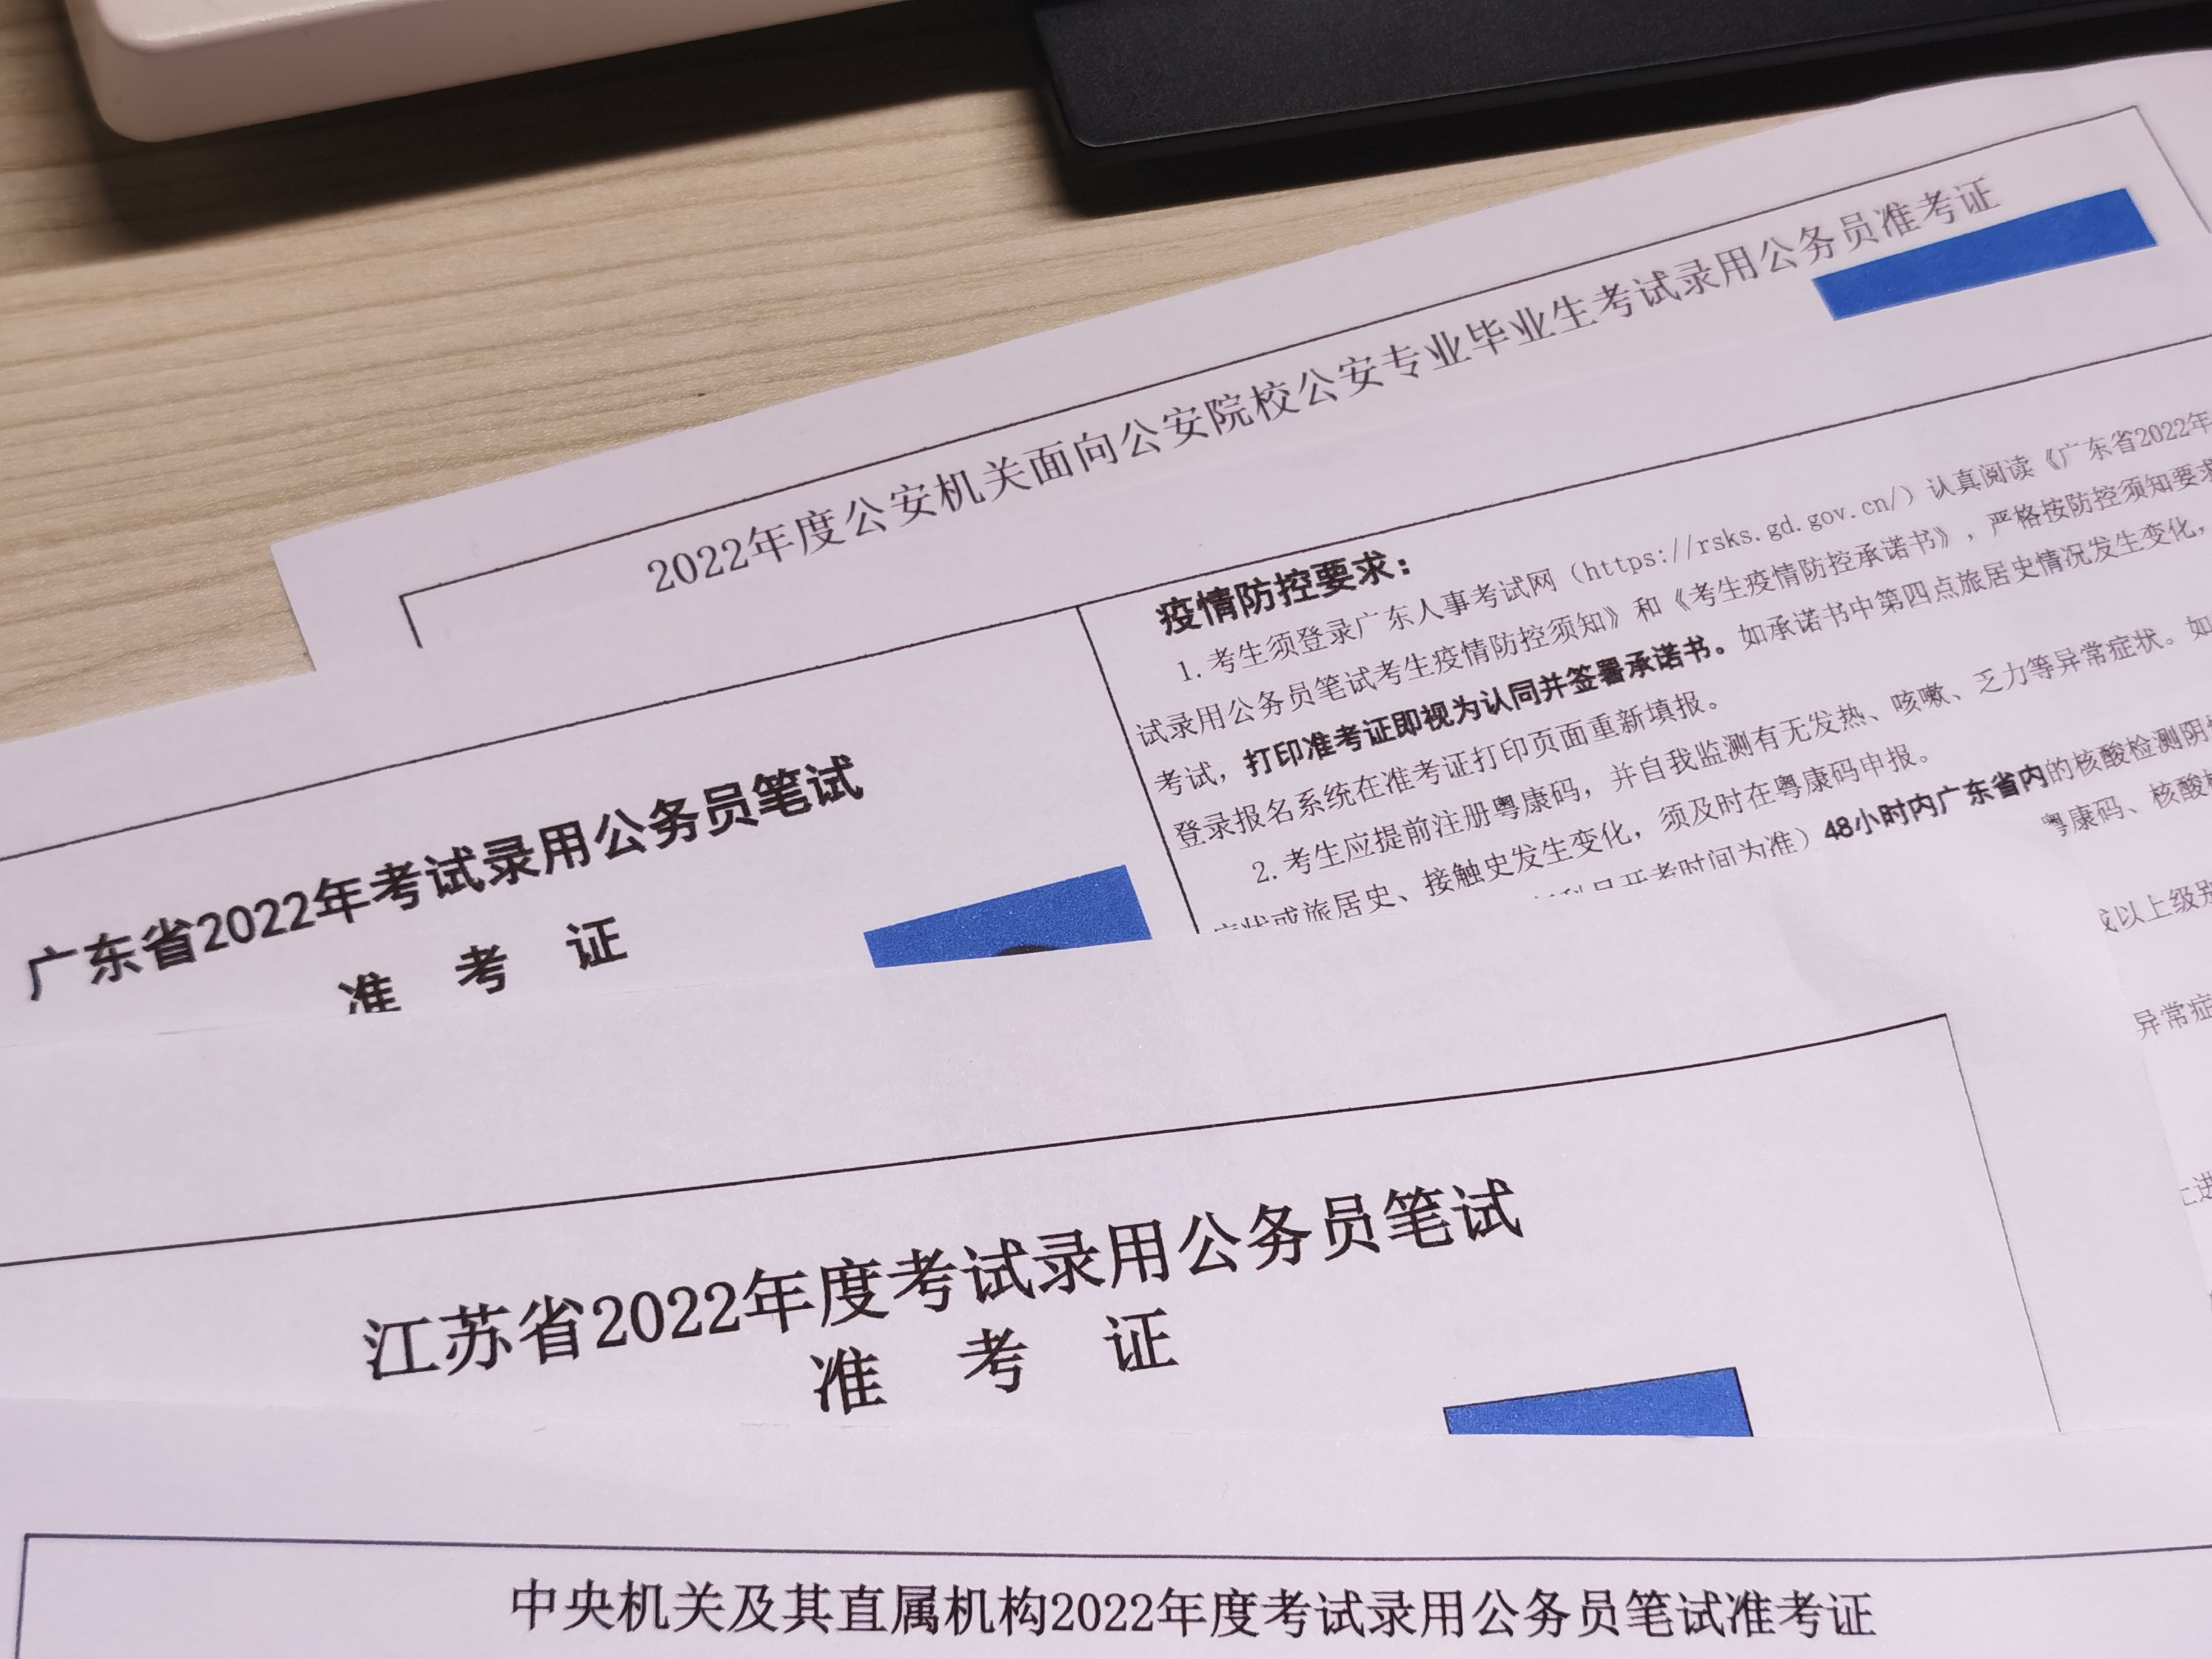 2022年度公安机关面向公安院校公安专业毕业生考试录用公务员准考证
广东省2022年考试录用公务员笔试
准 考 证
疫情防控要求：
1. 考生须登录广东人事考试网（https://rsks.gd.gov.cn/）认真阅读《广东省2022年
试录用公务员笔试考生疫情防控须知》和《考生疫情防控承诺书》，严格按防控须知要求
考试，打印准考证即视为认同并签署承诺书。如承诺书中第四点旅居史情况发生变化，
登录报名系统在准考证打印页面重新填报。
2. 考生应提前注册粤康码，并自我监测有无发热、咳嗽、乏力等异常症状。如
症状或旅居史、接触史发生变化，须及时在粤康码申报。
开考时间为准）48小时内广东省内的核酸检测阴性
粤康码、核酸检
或以上级别
异常症
上进
江苏省2022年度考试录用公务员笔试
准 考 证
中央机关及其直属机构2022年度考试录用公务员笔试准考证